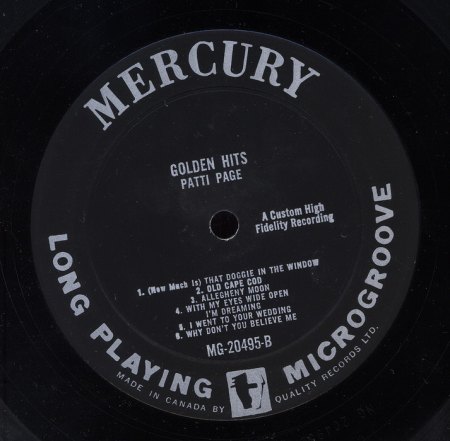 MERCURY
GOLDEN HITS
PATTI PAGE
A Custom High
Fidelity Recording
1. (How Much Is) THAT DOGGIE IN THE WINDOW
2. OLD CAPE COD
3. ALLEGHENY MOON
4. WITH MY EYES WIDE OPEN
I'M DREAMING
5. I WENT TO YOUR WEDDING
6. WHY DON'T YOU BELIEVE ME
MG-20495-B
LONG PLAYING MICROGROOVE
MADE IN CANADA BY QUALITY RECORDS LTD.